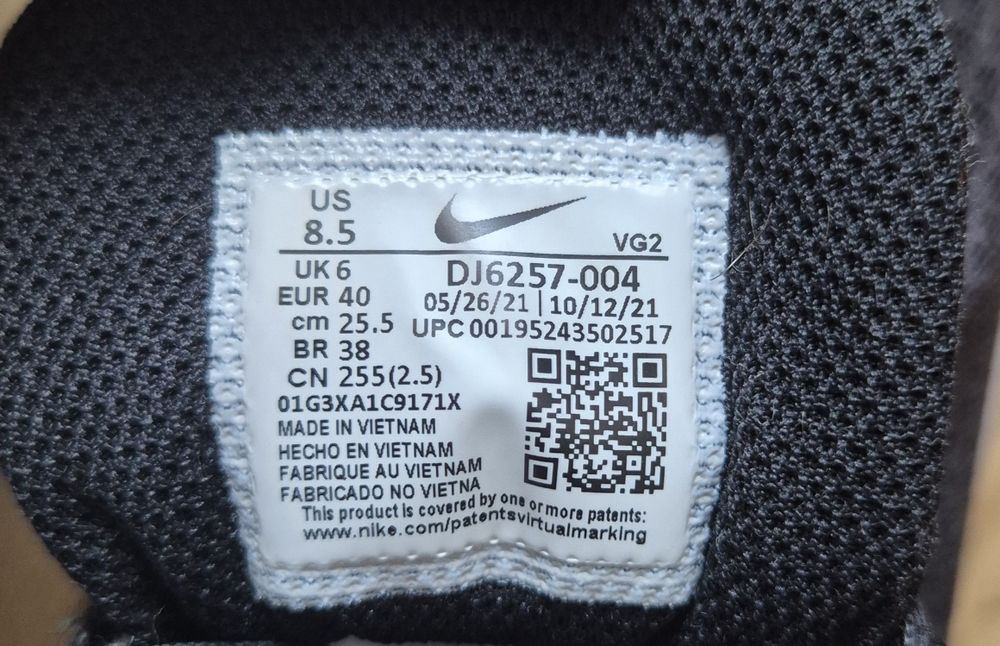 US
8.5
VG2
UK 6
DJ6257-004
EUR 40
05/26/21 | 10/12/21
cm 25.5
UPC 00195243502517
BR 38
CN 255(2.5)
01G3XA1C9171X
MADE IN VIETNAM
HECHO EN VIETNAM
FABRIQUE AU VIETNAM
FABRICADO NO VIETNA
This product is covered by one or more patents:
www.nike.com/patentsvirtualmarking